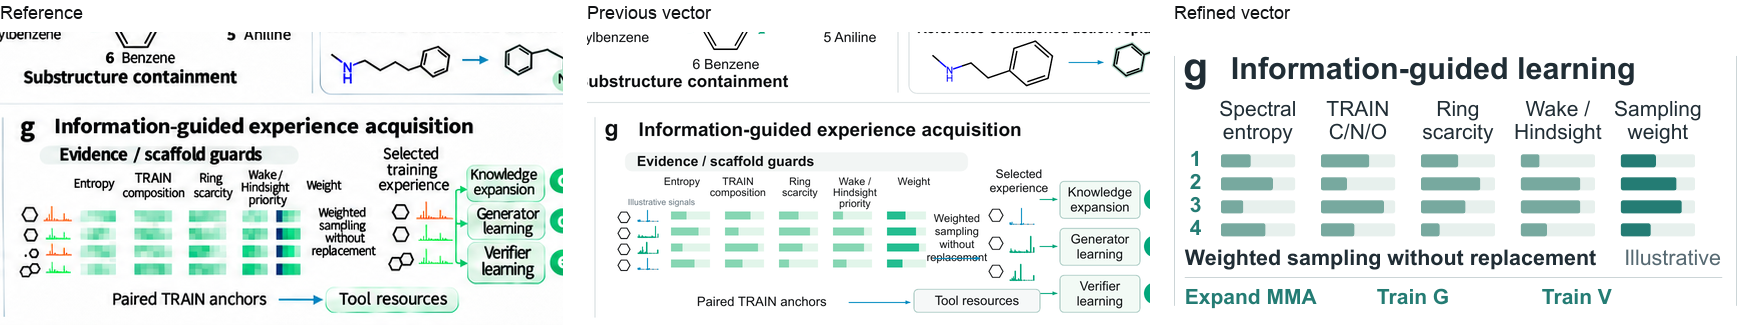 Reference
ylbenzene
5 Aniline
6 Benzene
Substructure containment
NH
g Information-guided experience acquisition
Evidence / scaffold guards
Entropy
TRAIN
composition
Ring
scarcity
Wake /
Hindsight
priority
Weight
Weighted
sampling
without
replacement
Selected
training
experience
Knowledge
expansion
Generator
learning
Verifier
learning
Paired TRAIN anchors
Tool resources
Previous vector
ylbenzene
5 Aniline
6 Benzene
ubstructure containment
NH
g Information-guided experience acquisition
Evidence / scaffold guards
Entropy
TRAIN
composition
Ring
scarcity
Wake /
Hindsight
priority
Weight
Illustrative signals
Weighted
sampling
without
replacement
Selected
experience
Knowledge
expansion
Generator
learning
Verifier
learning
Paired TRAIN anchors
Tool resources
Refined vector
g Information-guided learning
Spectral
entropy
TRAIN
C/N/O
Ring
scarcity
Wake /
Hindsight
Sampling
weight
1
2
3
4
Weighted sampling without replacement
Illustrative
Expand MMA
Train G
Train V